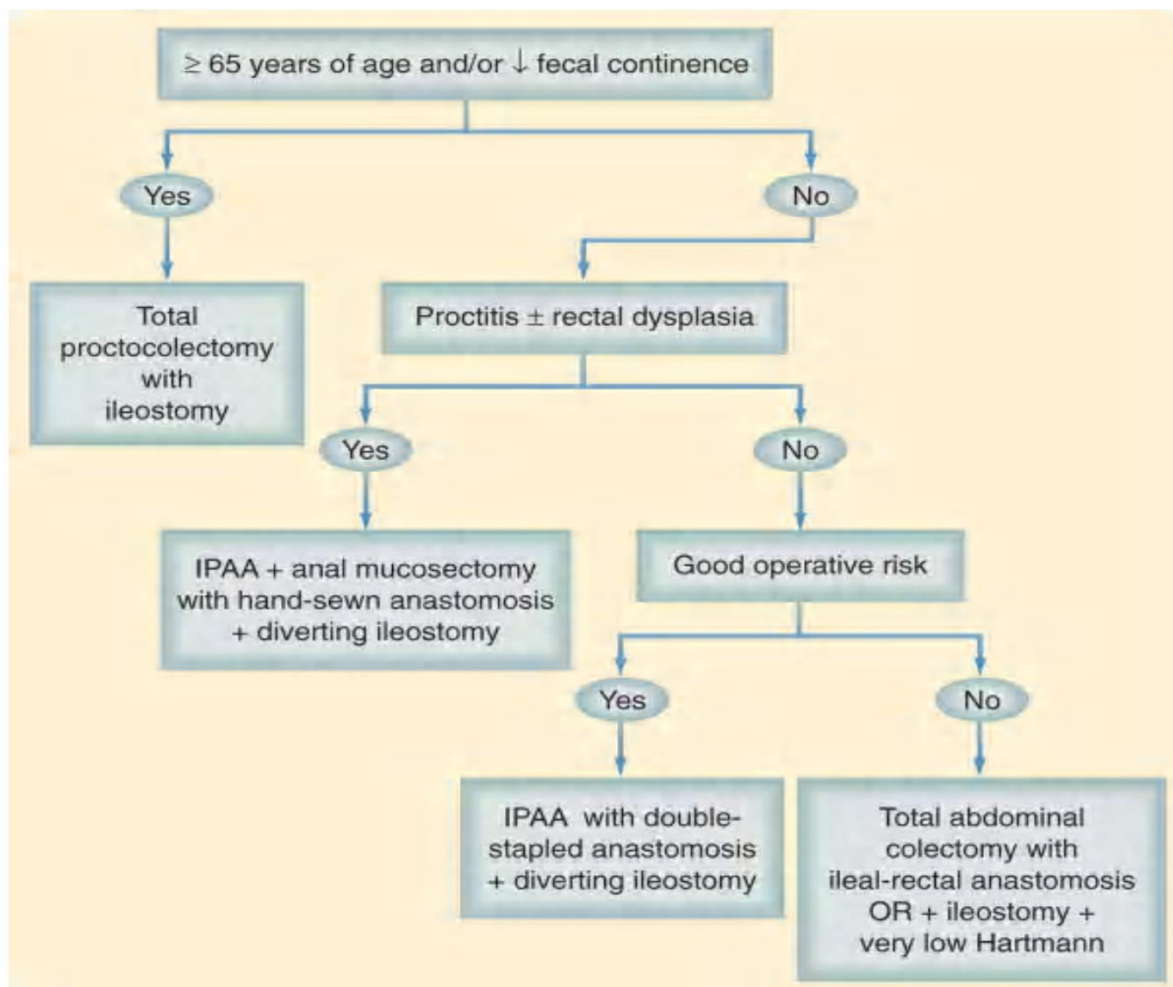 ≥ 65 years of age and/or ↓ fecal continence
Yes
No
Total
proctocolectomy
with
ileostomy
Proctitis ± rectal dysplasia
Yes
No
IPAA + anal mucosectomy
with hand-sewn anastomosis
+ diverting ileostomy
Good operative risk
Yes
No
IPAA with double-
stapled anastomosis
+ diverting ileostomy
Total abdominal
colectomy with
ileal-rectal anastomosis
OR + ileostomy +
very low Hartmann